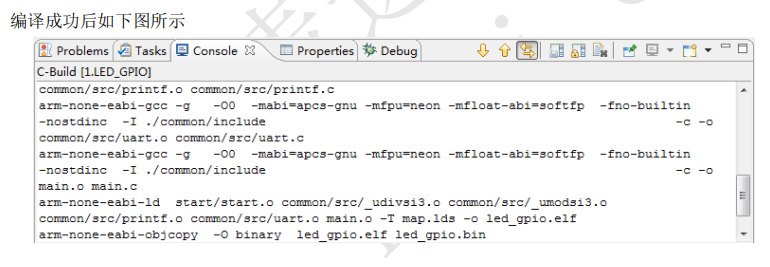 编译成功后如下图所示
Problems Tasks Console Properties Debug
C-Build [1.LED_GPIO]
common/src/printf.o common/src/printf.c
arm-none-eabi-gcc -g -O0 -mabi=apcs-gnu -mfpu=neon -mfloat-abi=softfp -fno-builtin
-nostdinc -I ./common/include -c -o
common/src/uart.o common/src/uart.c
arm-none-eabi-gcc -g -O0 -mabi=apcs-gnu -mfpu=neon -mfloat-abi=softfp -fno-builtin
-nostdinc -I ./common/include -c -o
main.o main.c
arm-none-eabi-ld start/start.o common/src/_udivsi3.o common/src/_umodsi3.o
common/src/printf.o common/src/uart.o main.o -T map.lds -o led_gpio.elf
arm-none-eabi-objcopy -O binary led_gpio.elf led_gpio.bin